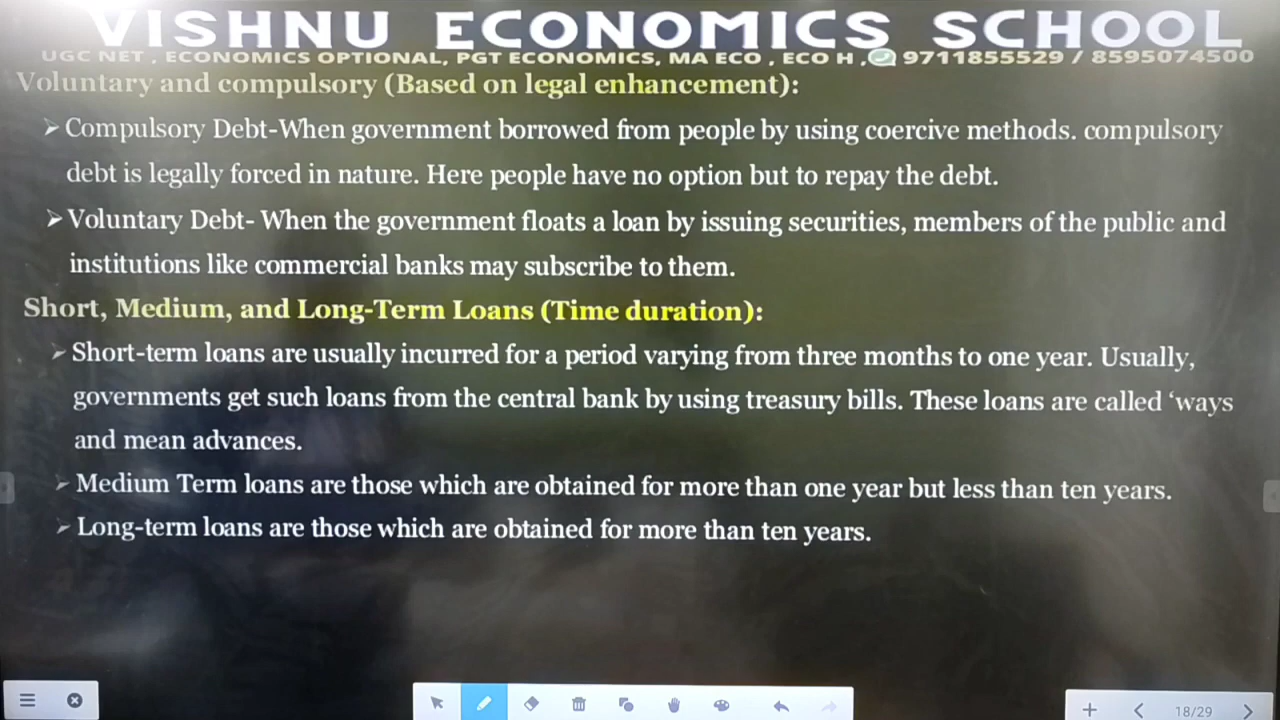 VISHNU ECONOMICS SCHOOL
UGC NET , ECONOMICS OPTIONAL, PGT ECONOMICS, MA ECO , ECO H , 9711855529 / 8595074500
Voluntary and compulsory (Based on legal enhancement):
➢ Compulsory Debt-When government borrowed from people by using coercive methods. compulsory
debt is legally forced in nature. Here people have no option but to repay the debt.
➢ Voluntary Debt- When the government floats a loan by issuing securities, members of the public and
institutions like commercial banks may subscribe to them.
Short, Medium, and Long-Term Loans (Time duration):
➢ Short-term loans are usually incurred for a period varying from three months to one year. Usually,
governments get such loans from the central bank by using treasury bills. These loans are called ‘ways
and mean advances.
➢ Medium Term loans are those which are obtained for more than one year but less than ten years.
➢ Long-term loans are those which are obtained for more than ten years.
18/29